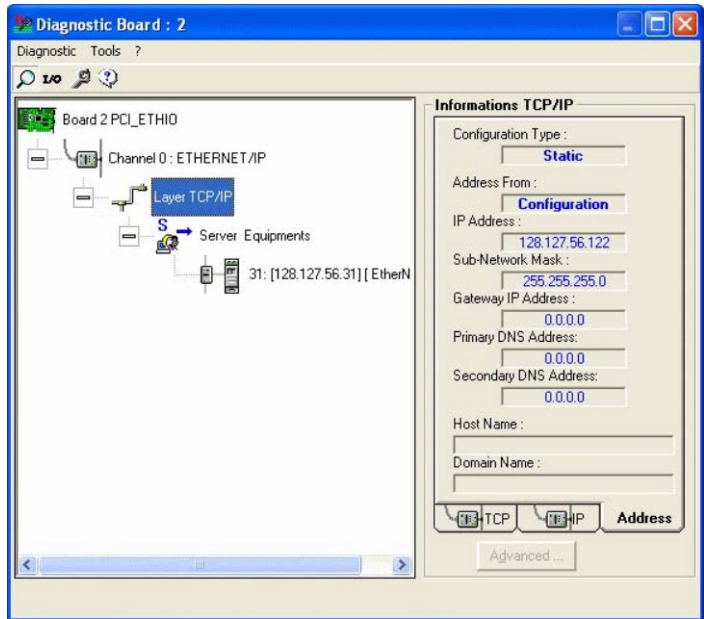 Diagnostic Board : 2
Diagnostic Tools ?
I/O
Board 2 PCI_ETHIO
Channel 0 : ETHERNET/IP
Layer TCP/IP
S
Server Equipments
31: [128.127.56.31] [ EtherN
Informations TCP/IP
Configuration Type :
Static
Address From :
Configuration
IP Address :
128.127.56.122
Sub-Network Mask :
255.255.255.0
Gateway IP Address :
0.0.0.0
Primary DNS Address:
0.0.0.0
Secondary DNS Address:
0.0.0.0
Host Name :
Domain Name :
TCP IP Address
Advanced ...